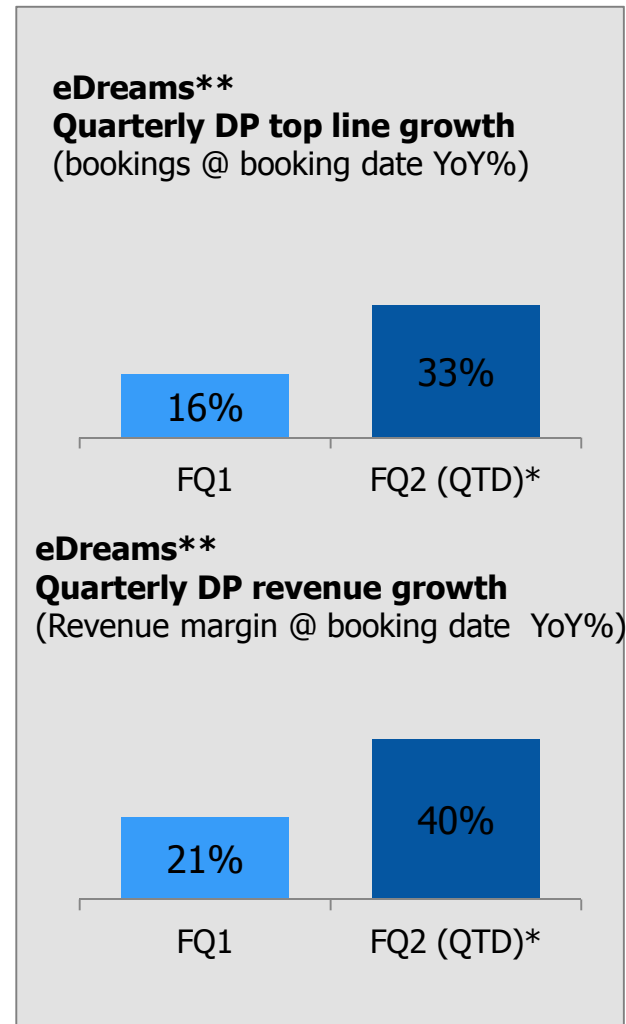 eDreams**
Quarterly DP top line growth
(bookings @ booking date YoY%)
33%
16%
FQ1 FQ2 (QTD)*
eDreams**
Quarterly DP revenue growth
(Revenue margin @ booking date YoY%)
40%
21%
FQ1 FQ2 (QTD)*